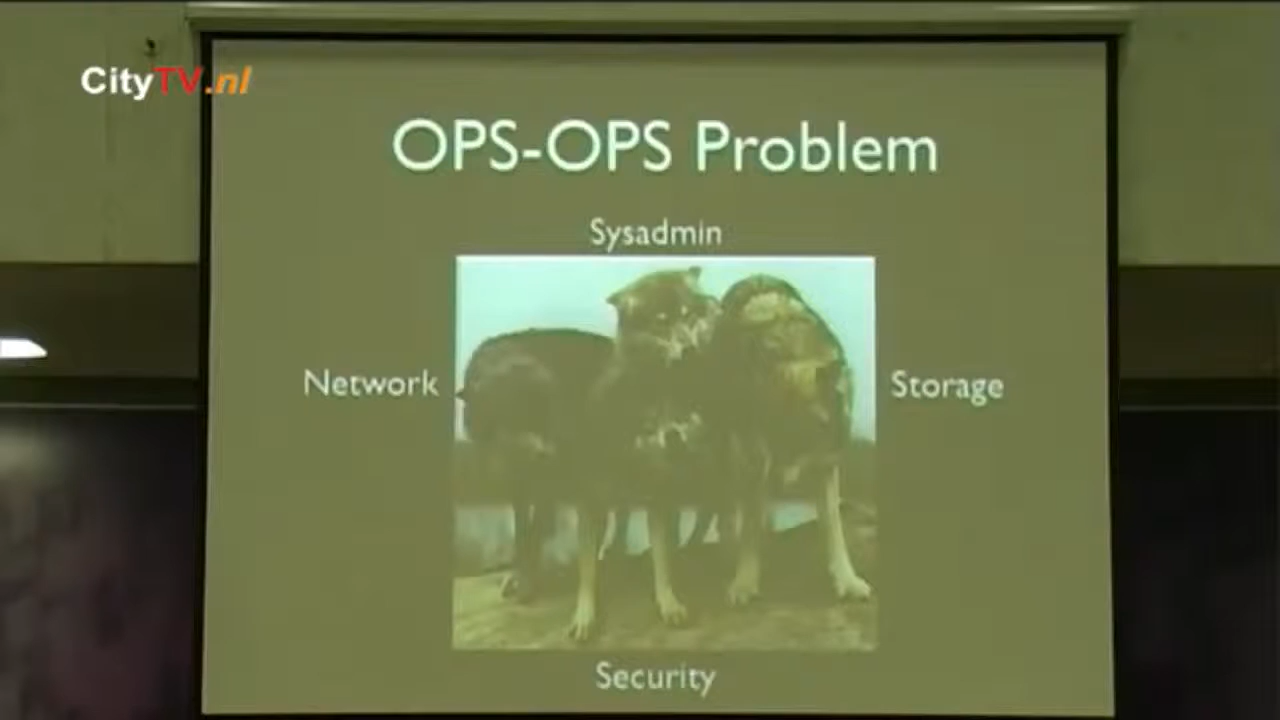 CityTV.nl
OPS-OPS Problem
Sysadmin
Network
Storage
Security